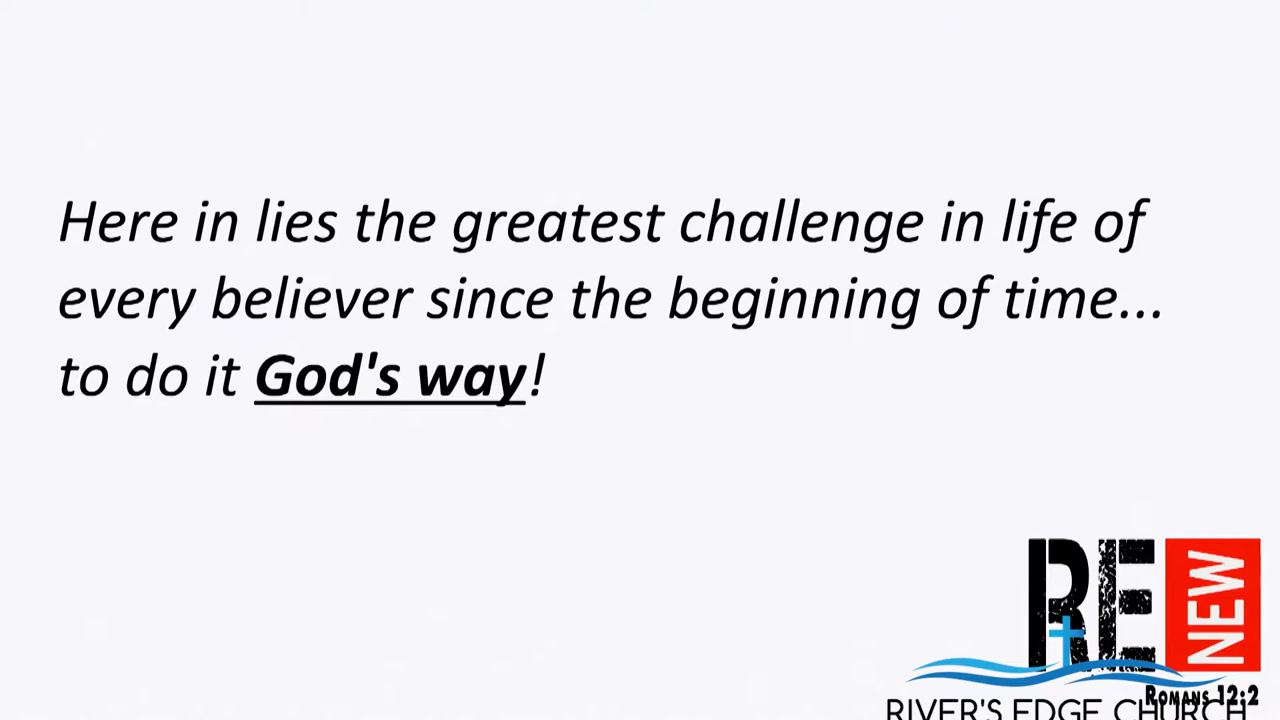 Here in lies the greatest challenge in life of
every believer since the beginning of time...
to do it God's way!
RE NEW
ROMANS 12:2
RIVER'S EDGE CHURCH